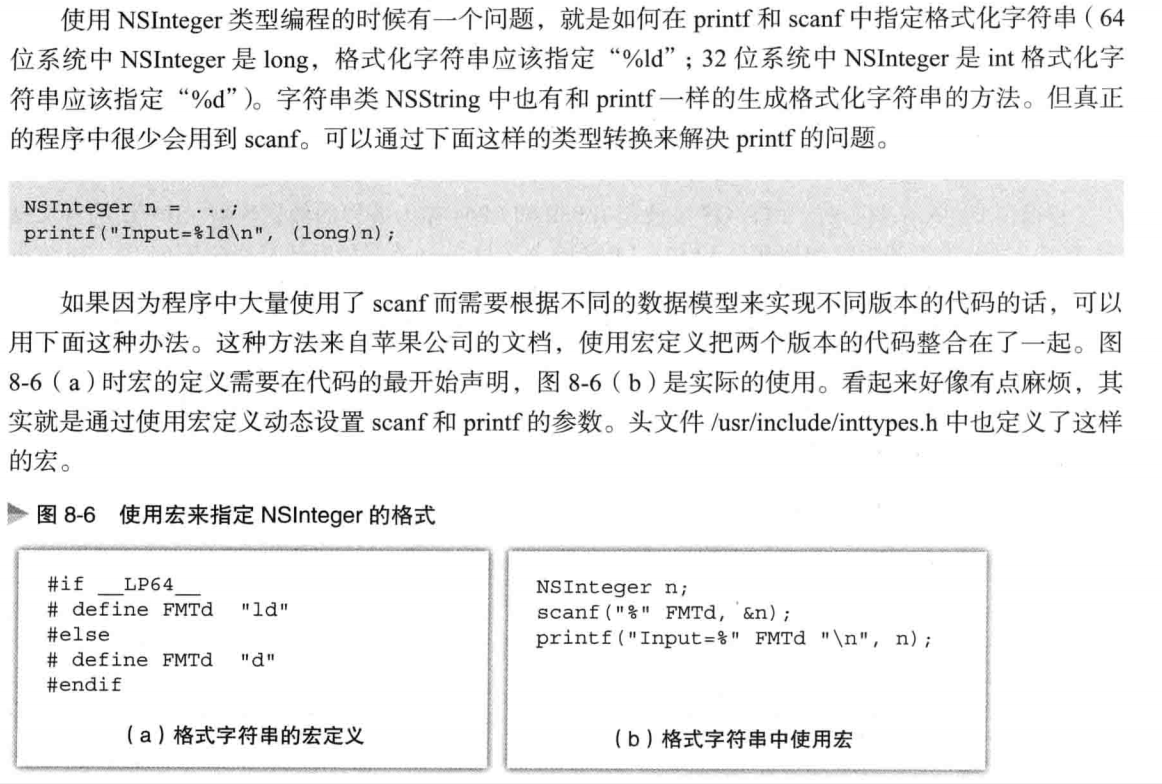 使用 NSInteger 类型编程的时候有一个问题，就是如何在 printf 和 scanf 中指定格式化字符串（64
位系统中 NSInteger 是 long，格式化字符串应该指定“%ld”；32 位系统中 NSInteger 是 int 格式化字
符串应该指定“%d”）。字符串类 NSString 中也有和 printf 一样的生成格式化字符串的方法。但真正
的程序中很少会用到 scanf。可以通过下面这样的类型转换来解决 printf 的问题。
NSInteger n = ...;
printf("Input=%ld\n", (long)n);
如果因为程序中大量使用了 scanf 而需要根据不同的数据模型来实现不同版本的代码的话，可以
用下面这种办法。这种方法来自苹果公司的文档，使用宏定义把两个版本的代码整合在了一起。图
8-6（a）时宏的定义需要在代码的最开始声明，图 8-6（b）是实际的使用。看起来好像有点麻烦，其
实就是通过使用宏定义动态设置 scanf 和 printf 的参数。头文件 /usr/include/inttypes.h 中也定义了这样
的宏。
图 8-6 使用宏来指定 NSInteger 的格式
#if __LP64__
# define FMTd "ld"
#else
# define FMTd "d"
#endif
（a）格式字符串的宏定义
NSInteger n;
scanf("%" FMTd, &n);
printf("Input=%" FMTd "\n", n);
（b）格式字符串中使用宏